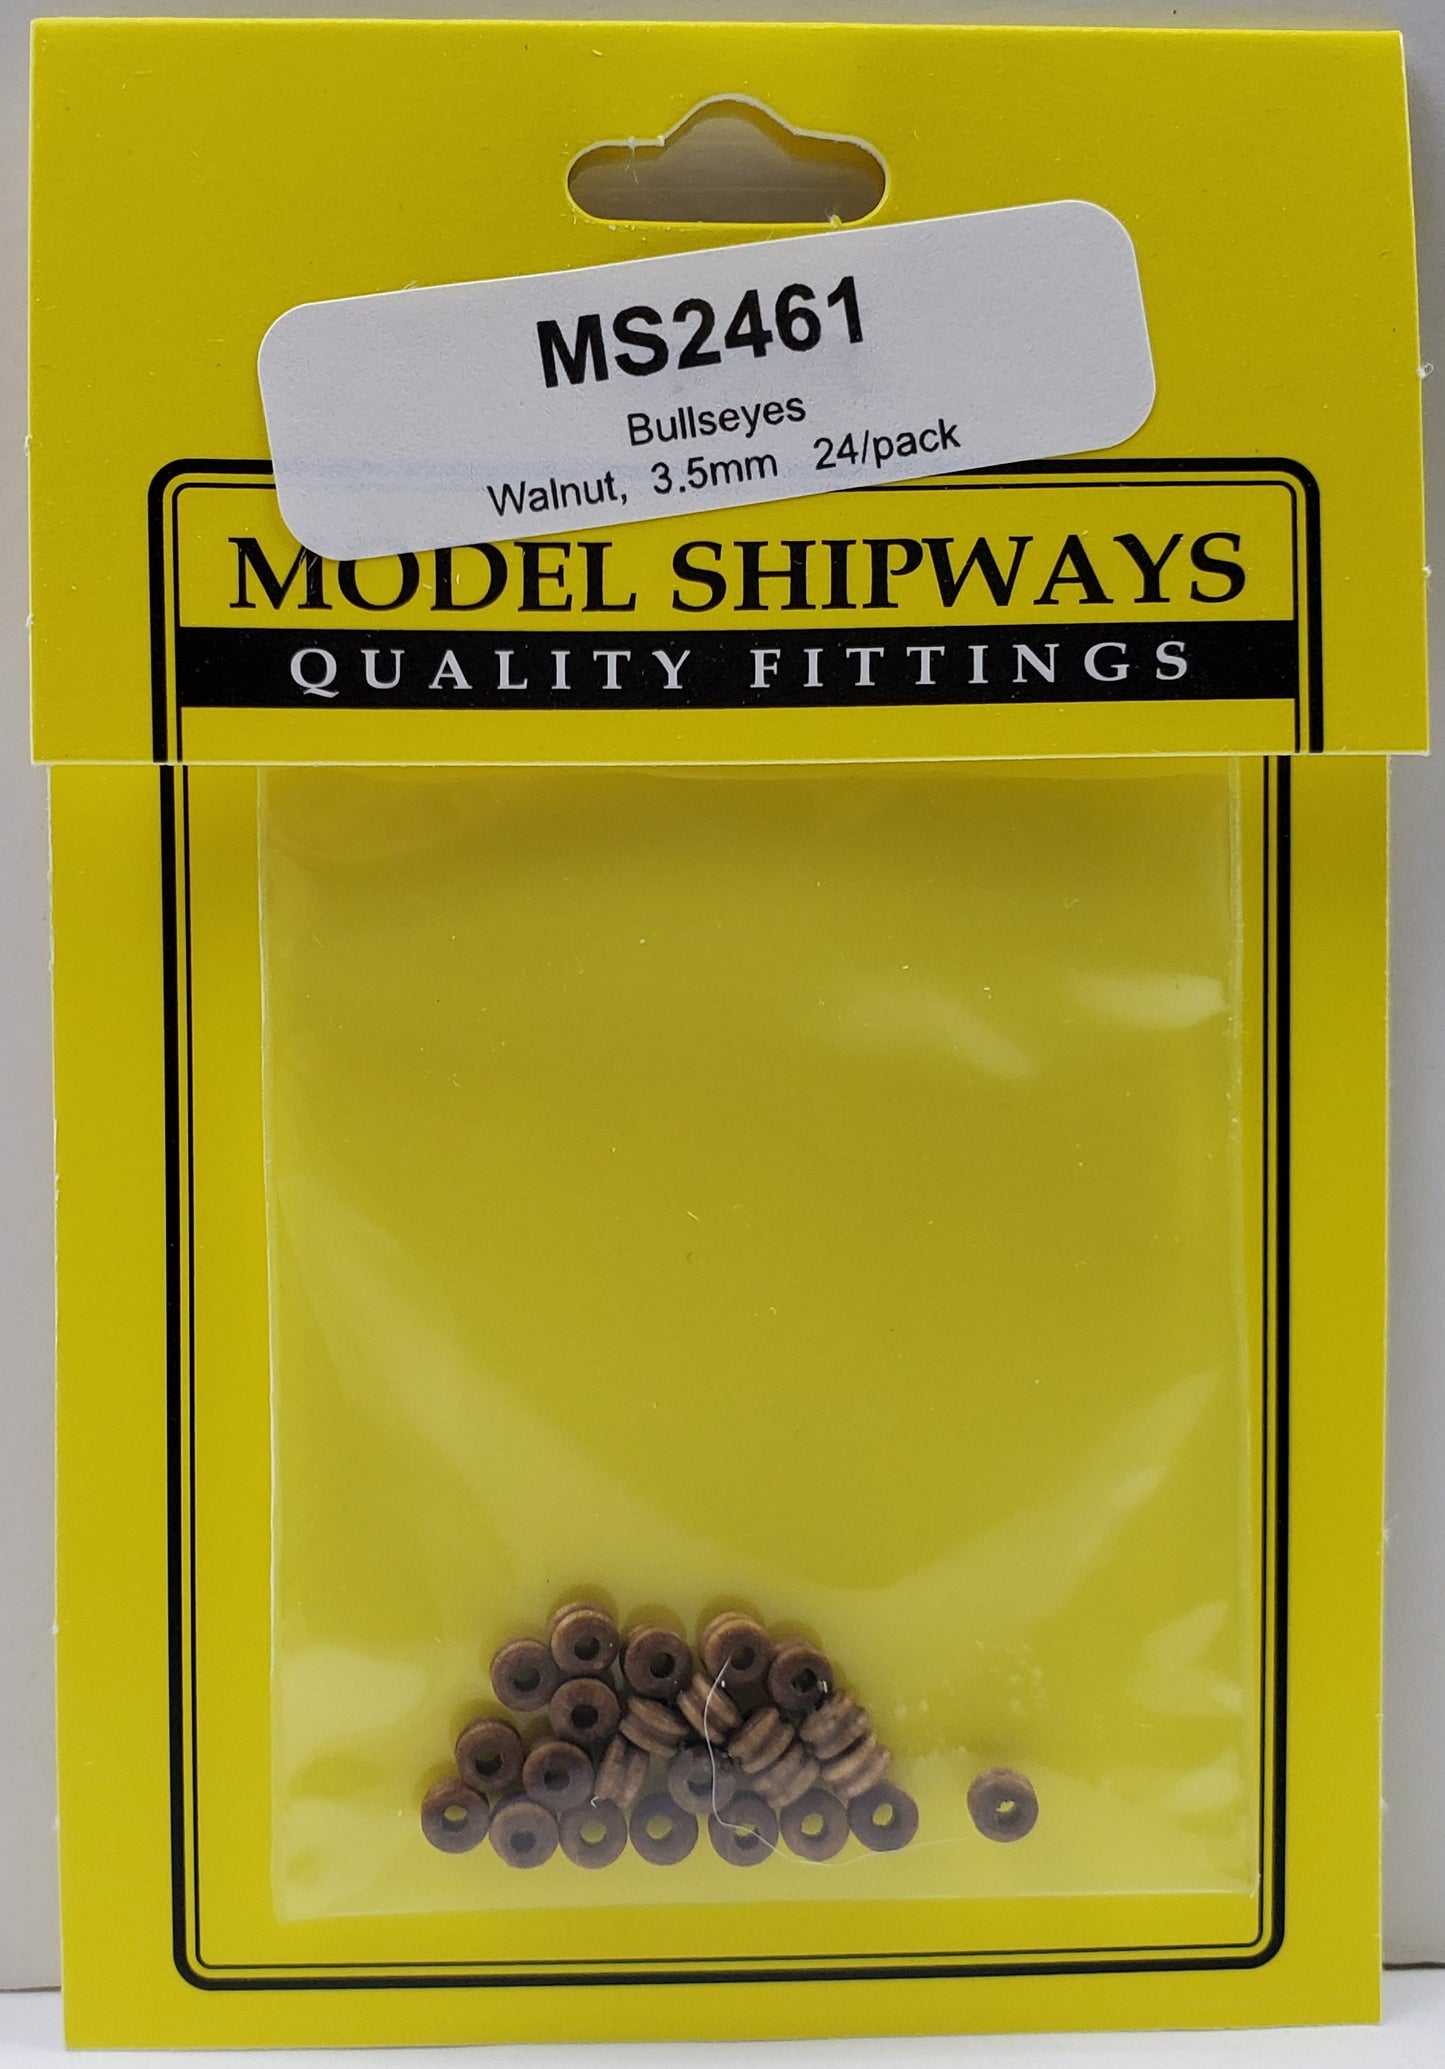 MS2461
Bullseyes
Walnut, 3.5mm 24/pack
MODEL SHIPWAYS
QUALITY FITTINGS